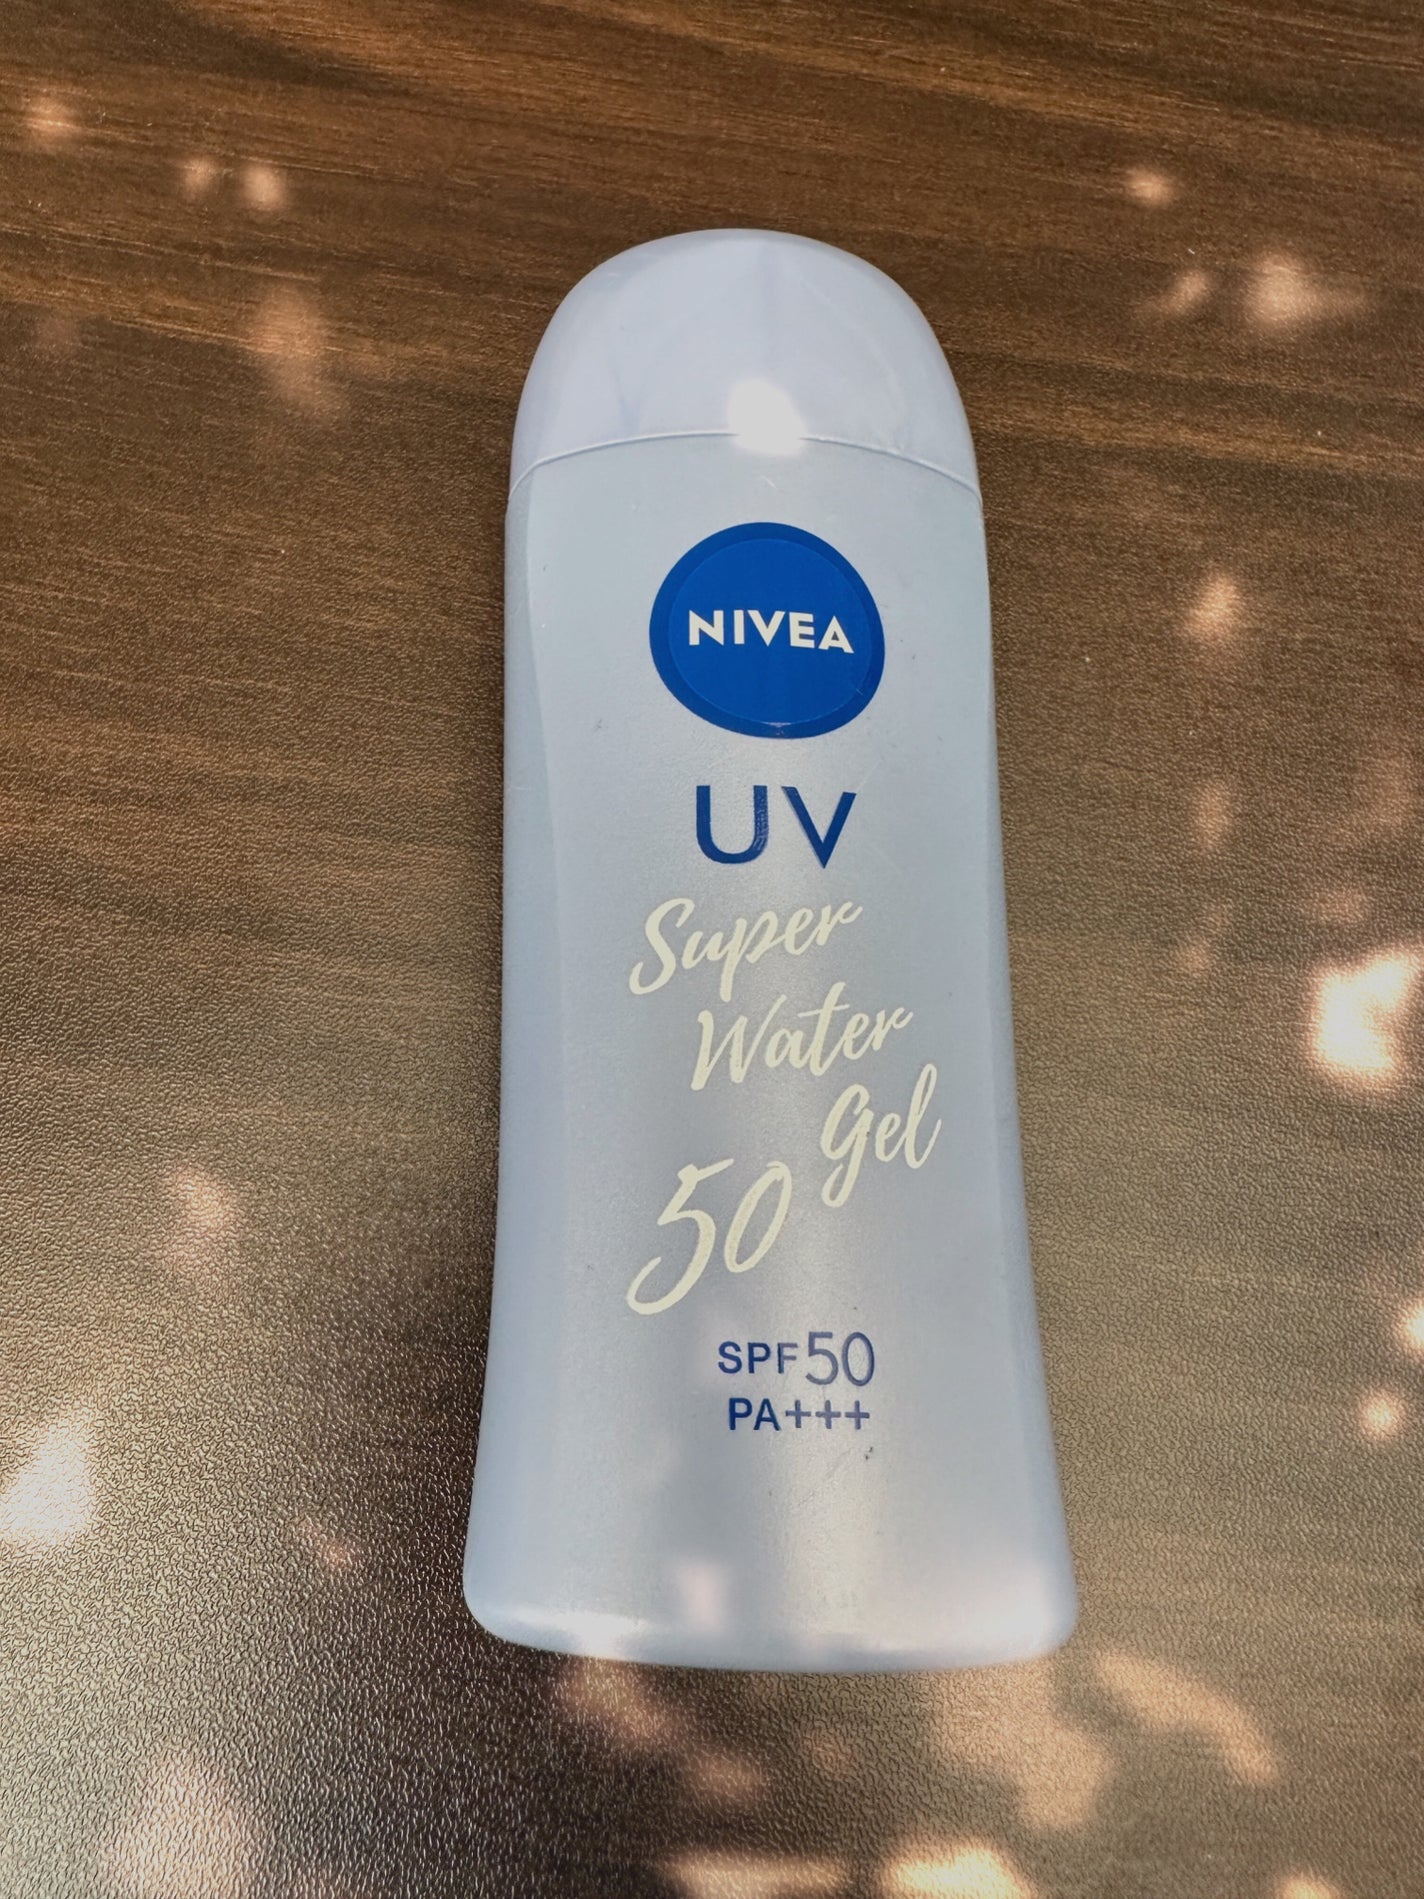 NIVEA
UV
Super
Water
Gel
50
SPF50
PA+++